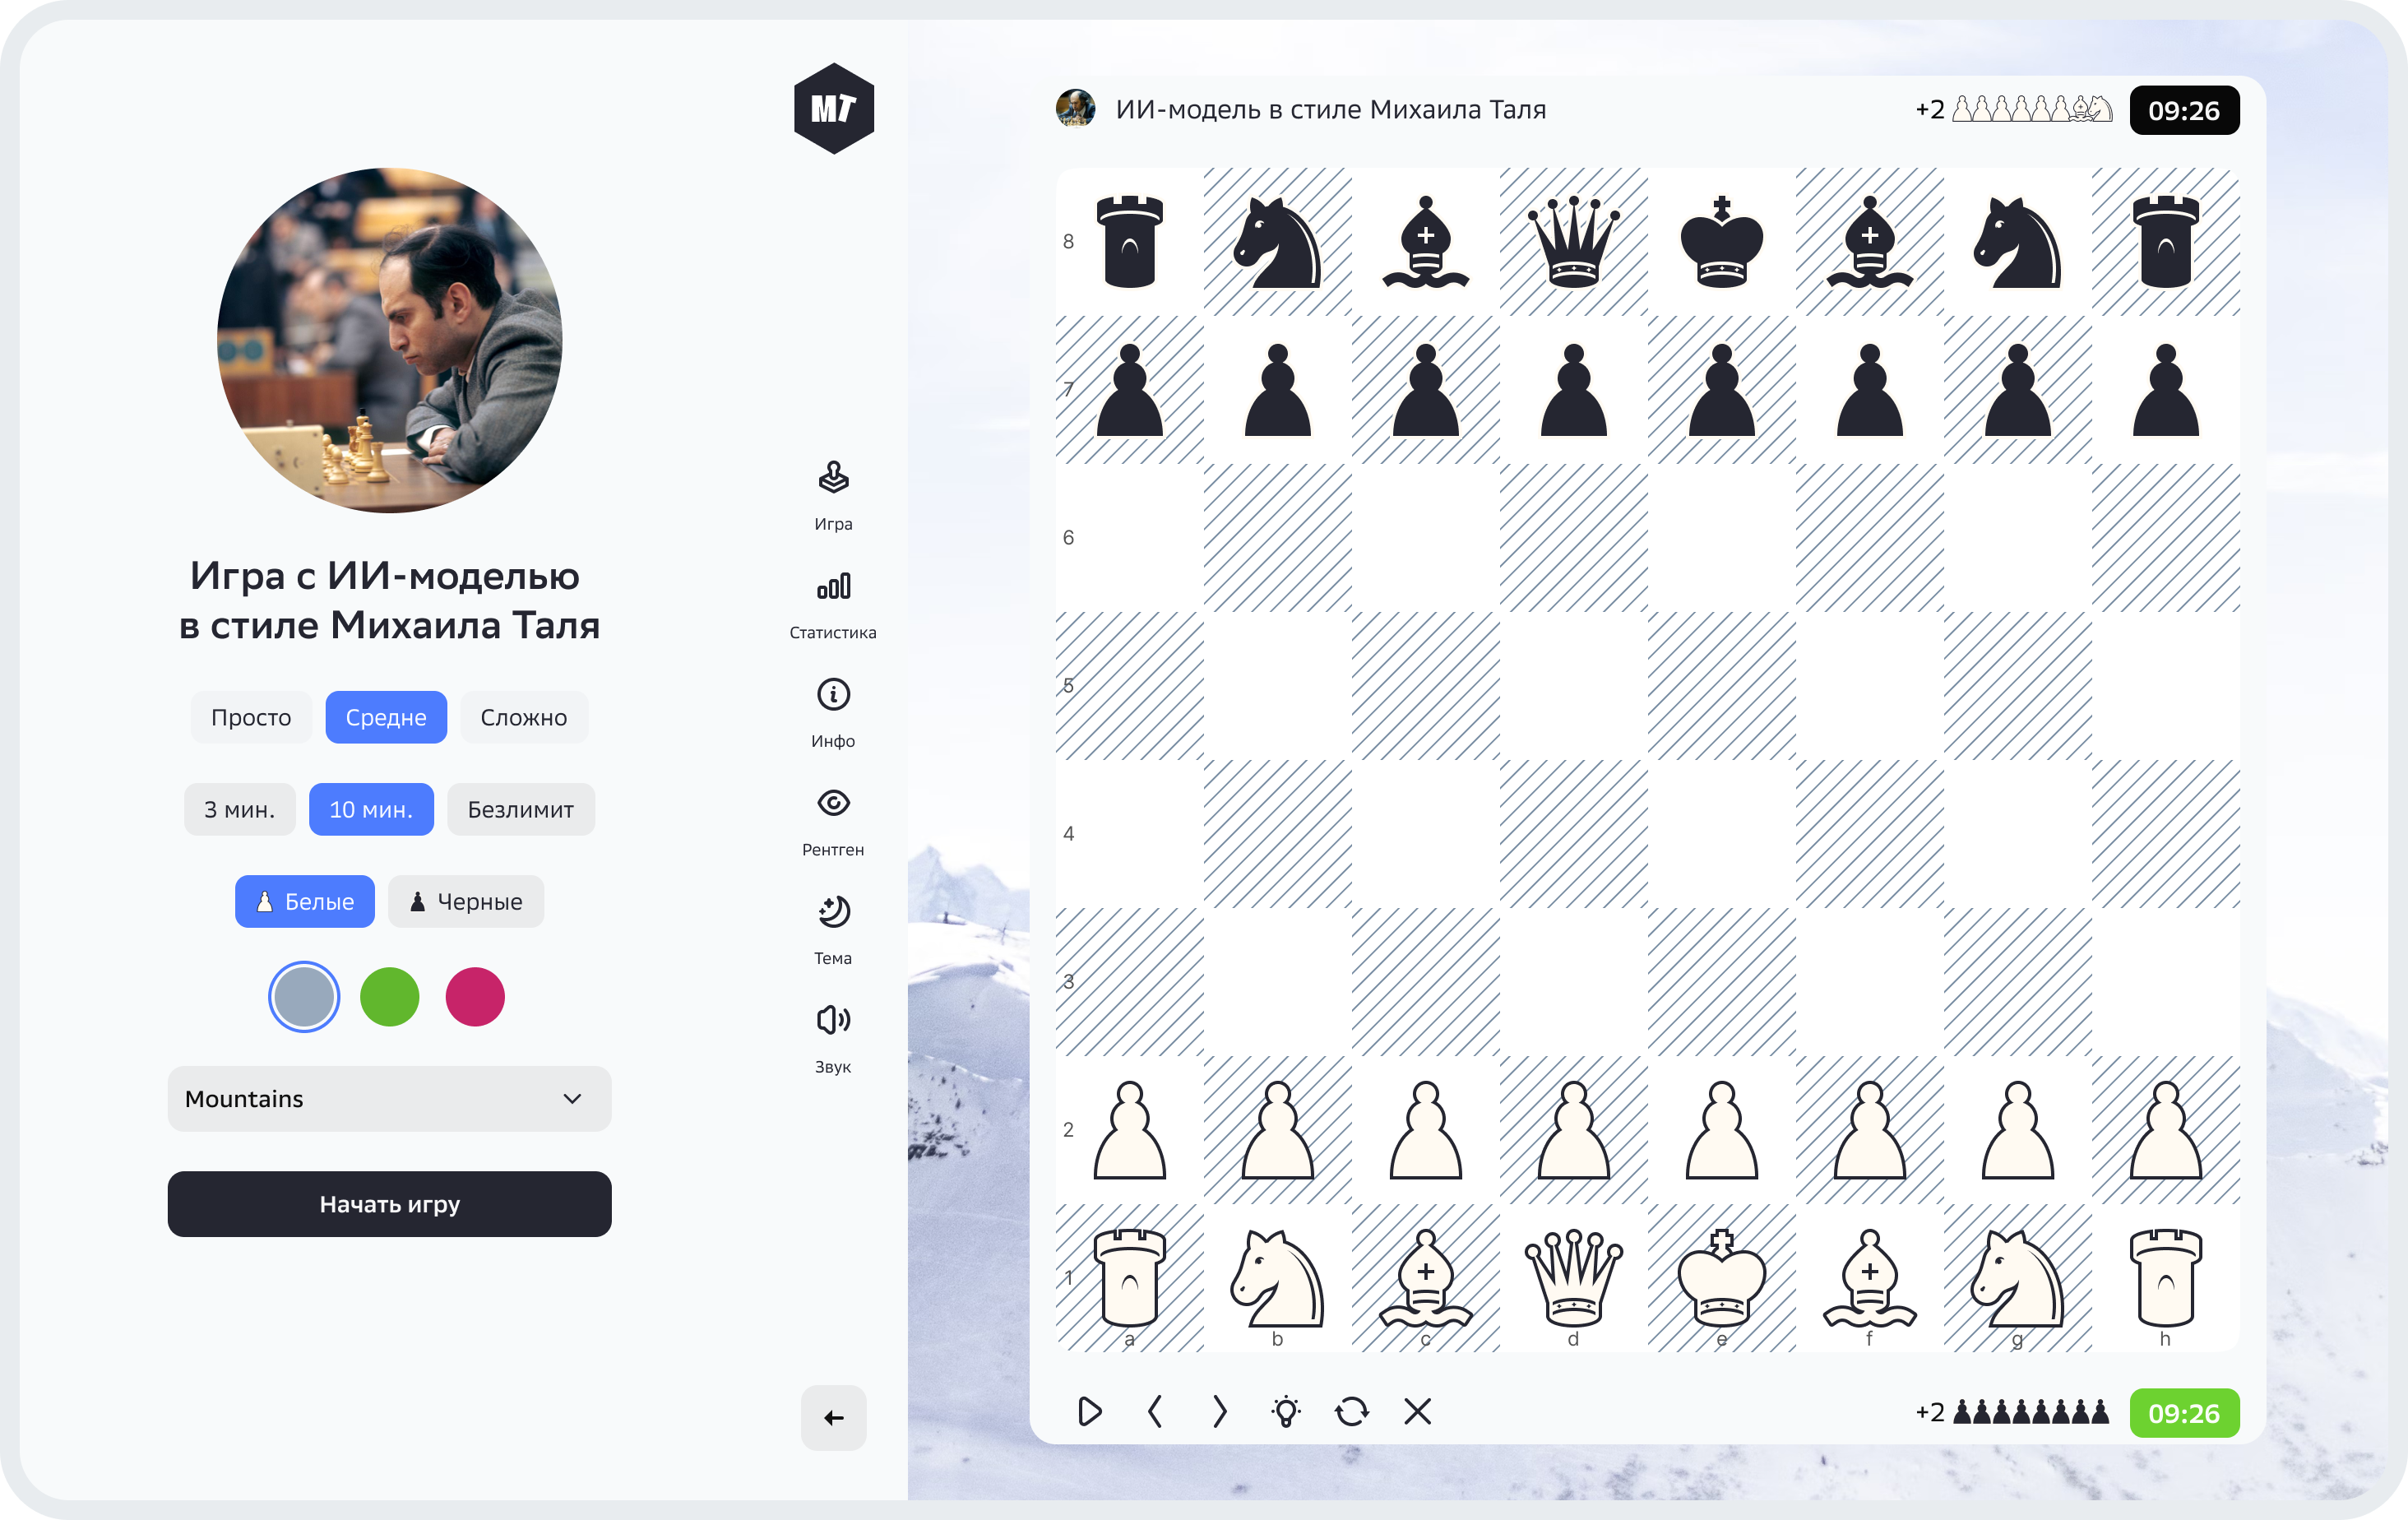 МТ
Игра с ИИ-моделью
в стиле Михаила Таля
Просто Средне Сложно
3 мин. 10 мин. Безлимит
Белые Черные
Mountains
Начать игру
Игра
Статистика
Инфо
Рентген
Тема
Звук
ИИ-модель в стиле Михаила Таля
+2 09:26
8
7
6
5
4
3
2
1
a b c d e f g h
+2 09:26